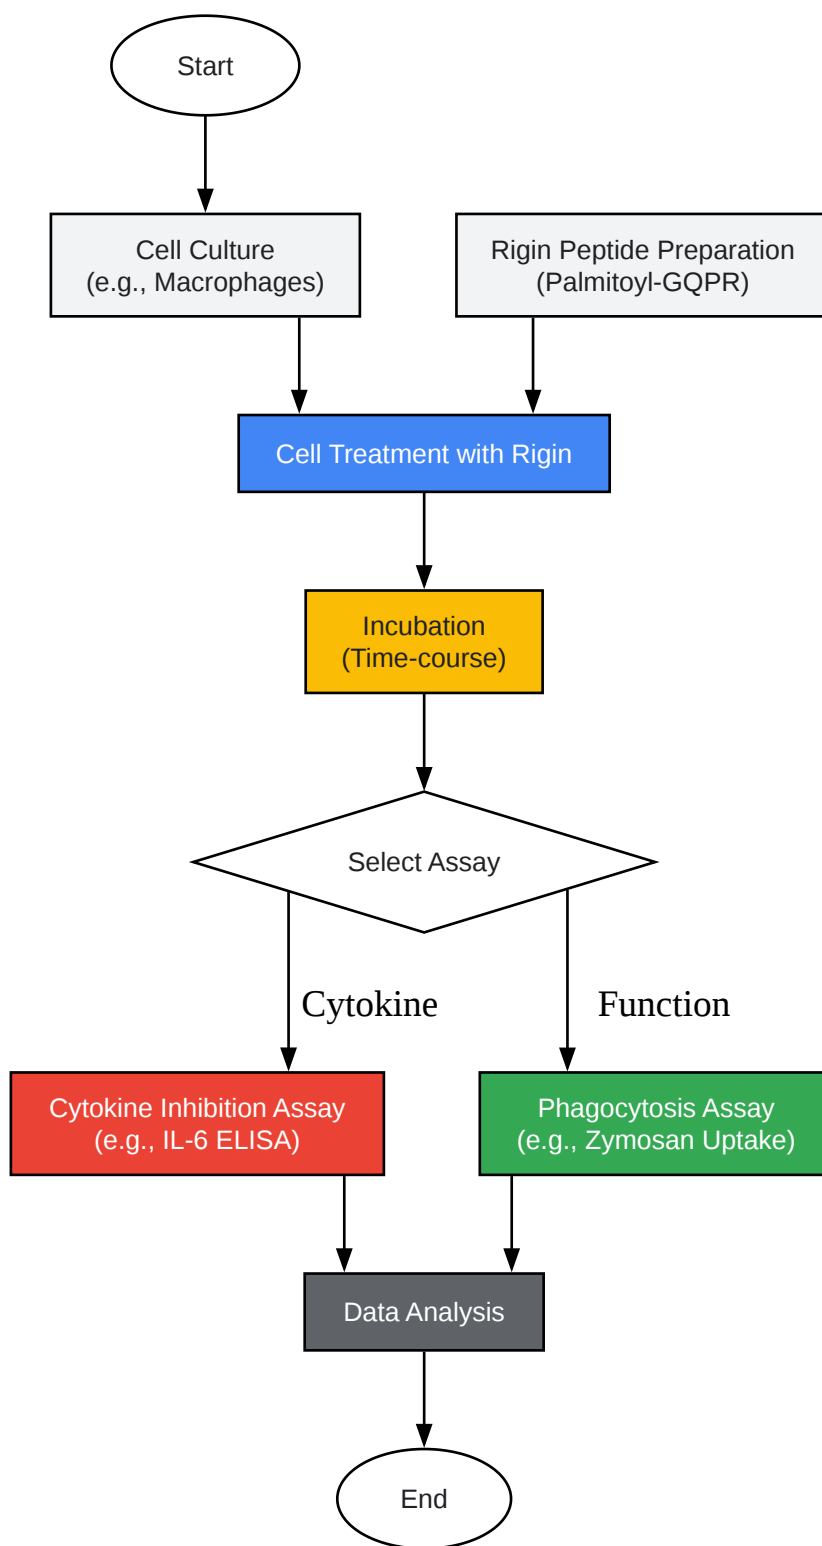 Start
Cell Culture
(e.g., Macrophages)
Rigin Peptide Preparation
(Palmitoyl-GQPR)
Cell Treatment with Rigin
Incubation
(Time-course)
Select Assay
Cytokine
Function
Cytokine Inhibition Assay
(e.g., IL-6 ELISA)
Phagocytosis Assay
(e.g., Zymosan Uptake)
Data Analysis
End